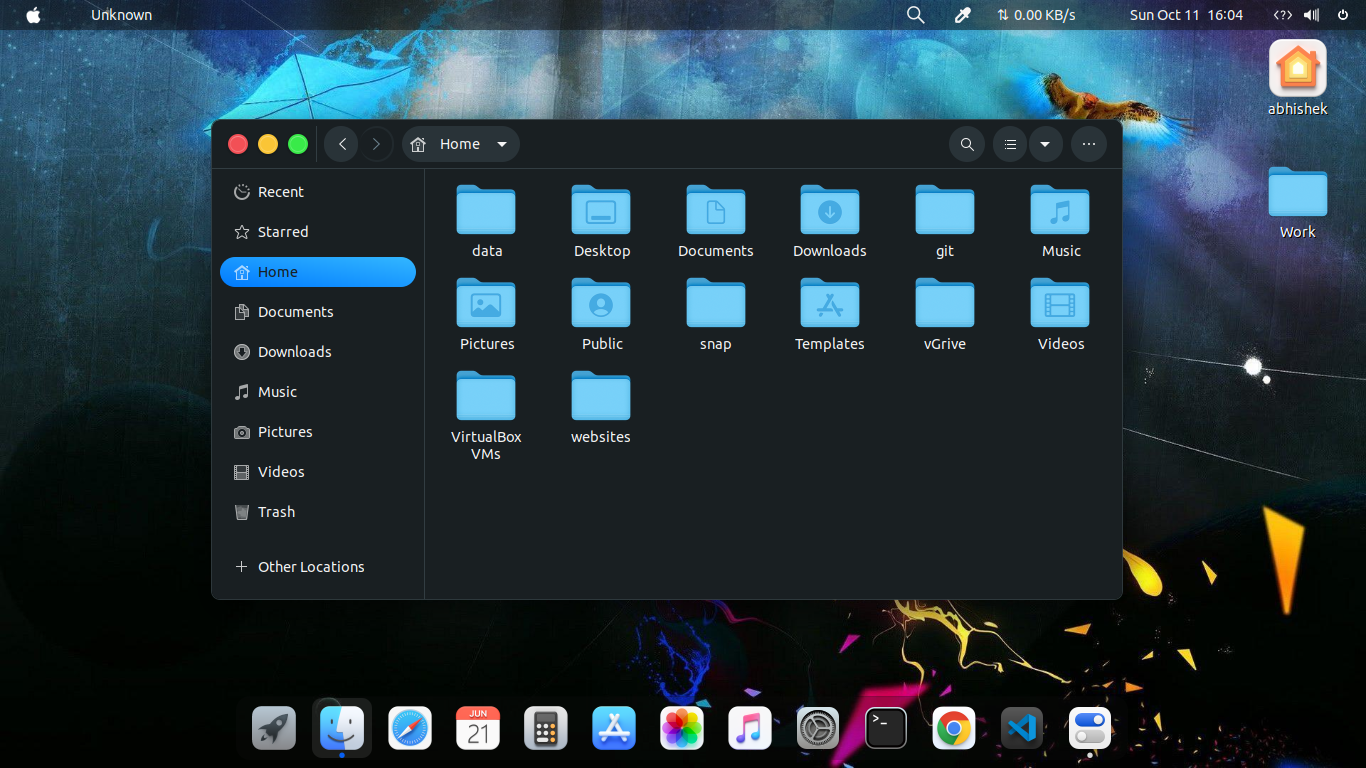 Unknown
0.00 KB/s
Sun Oct 11 16:04
<?>
abhishek
Work
Home
Recent
Starred
Home
Documents
Downloads
Music
Pictures
Videos
Trash
Other Locations
data
Desktop
Documents
Downloads
git
Music
Pictures
Public
snap
Templates
vGrive
Videos
VirtualBox
VMs
websites
JUN
21
>_